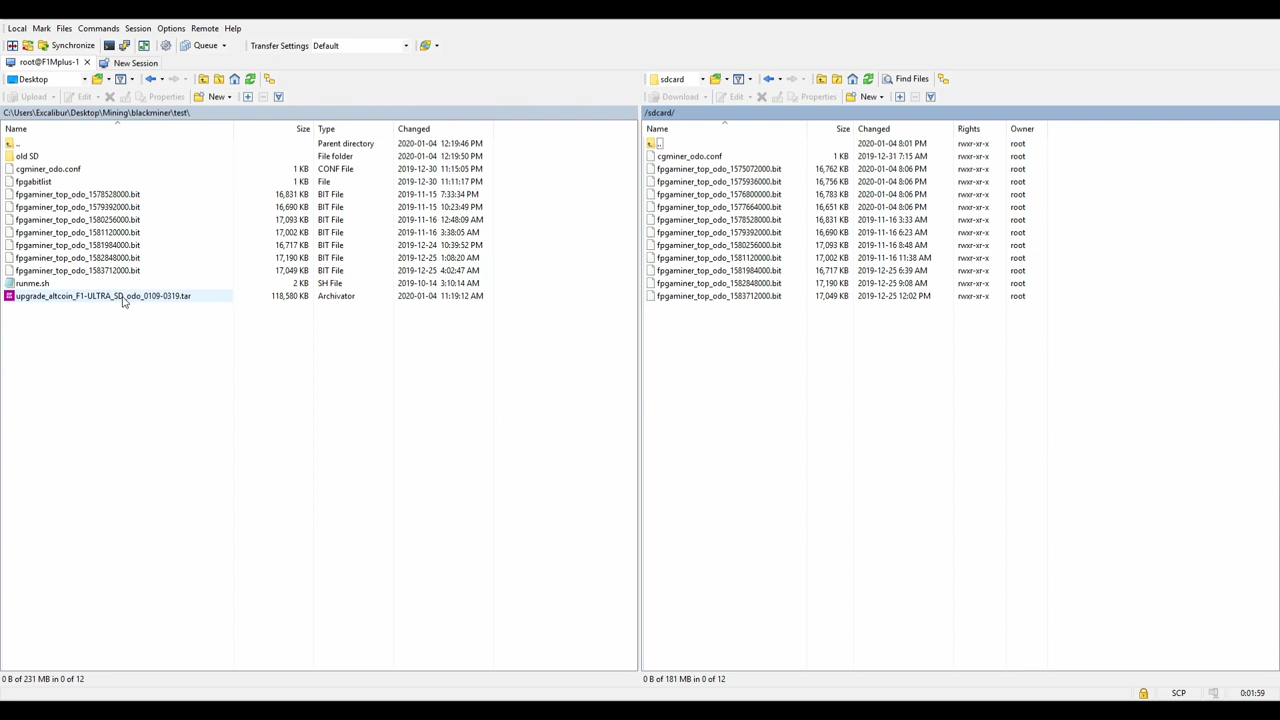 Local Mark Files Commands Session Options Remote Help
Synchronize Queue Transfer Settings Default
root@F1Mplus-1 New Session
Desktop
sdcard Find Files
Upload Edit Properties New
Download Edit Properties New
C:\Users\Excalibur\Desktop\Mining\blackminer\test\
/sdcard/
Name Size Type Changed
.. Parent directory 2020-01-04 12:19:46 PM
old SD File folder 2020-01-04 12:19:50 PM
cgminer_odo.conf 1 KB CONF File 2019-12-30 11:15:05 PM
fpgabitlist 1 KB File 2019-12-30 11:11:17 PM
fpgaminer_top_odo_1578528000.bit 16,831 KB BIT File 2019-11-15 7:33:34 PM
fpgaminer_top_odo_1579392000.bit 16,690 KB BIT File 2019-11-15 10:23:49 PM
fpgaminer_top_odo_1580256000.bit 17,093 KB BIT File 2019-11-16 12:48:09 AM
fpgaminer_top_odo_1581120000.bit 17,002 KB BIT File 2019-11-16 3:38:05 AM
fpgaminer_top_odo_1581984000.bit 16,717 KB BIT File 2019-12-24 10:39:52 PM
fpgaminer_top_odo_1582848000.bit 17,190 KB BIT File 2019-12-25 1:08:20 AM
fpgaminer_top_odo_1583712000.bit 17,049 KB BIT File 2019-12-25 4:02:47 AM
runme.sh 2 KB SH File 2019-10-14 3:10:14 AM
upgrade_altcoin_F1-ULTRA_SD_odo_0109-0319.tar 118,580 KB Archivator 2020-01-04 11:19:12 AM
Name Size Changed Rights Owner
.. 2020-01-04 8:01 PM rwxr-xr-x root
cgminer_odo.conf 1 KB 2019-12-31 7:15 AM rwxr-xr-x root
fpgaminer_top_odo_1575072000.bit 16,762 KB 2020-01-04 8:06 PM rwxr-xr-x root
fpgaminer_top_odo_1575936000.bit 16,756 KB 2020-01-04 8:06 PM rwxr-xr-x root
fpgaminer_top_odo_1576800000.bit 16,783 KB 2020-01-04 8:06 PM rwxr-xr-x root
fpgaminer_top_odo_1577664000.bit 16,651 KB 2020-01-04 8:06 PM rwxr-xr-x root
fpgaminer_top_odo_1578528000.bit 16,831 KB 2019-11-16 3:33 AM rwxr-xr-x root
fpgaminer_top_odo_1579392000.bit 16,690 KB 2019-11-16 6:23 AM rwxr-xr-x root
fpgaminer_top_odo_1580256000.bit 17,093 KB 2019-11-16 8:48 AM rwxr-xr-x root
fpgaminer_top_odo_1581120000.bit 17,002 KB 2019-11-16 11:38 AM rwxr-xr-x root
fpgaminer_top_odo_1581984000.bit 16,717 KB 2019-12-25 6:39 AM rwxr-xr-x root
fpgaminer_top_odo_1582848000.bit 17,190 KB 2019-12-25 9:08 AM rwxr-xr-x root
fpgaminer_top_odo_1583712000.bit 17,049 KB 2019-12-25 12:02 PM rwxr-xr-x root
0 B of 231 MB in 0 of 12
0 B of 181 MB in 0 of 12
SCP 0:01:59